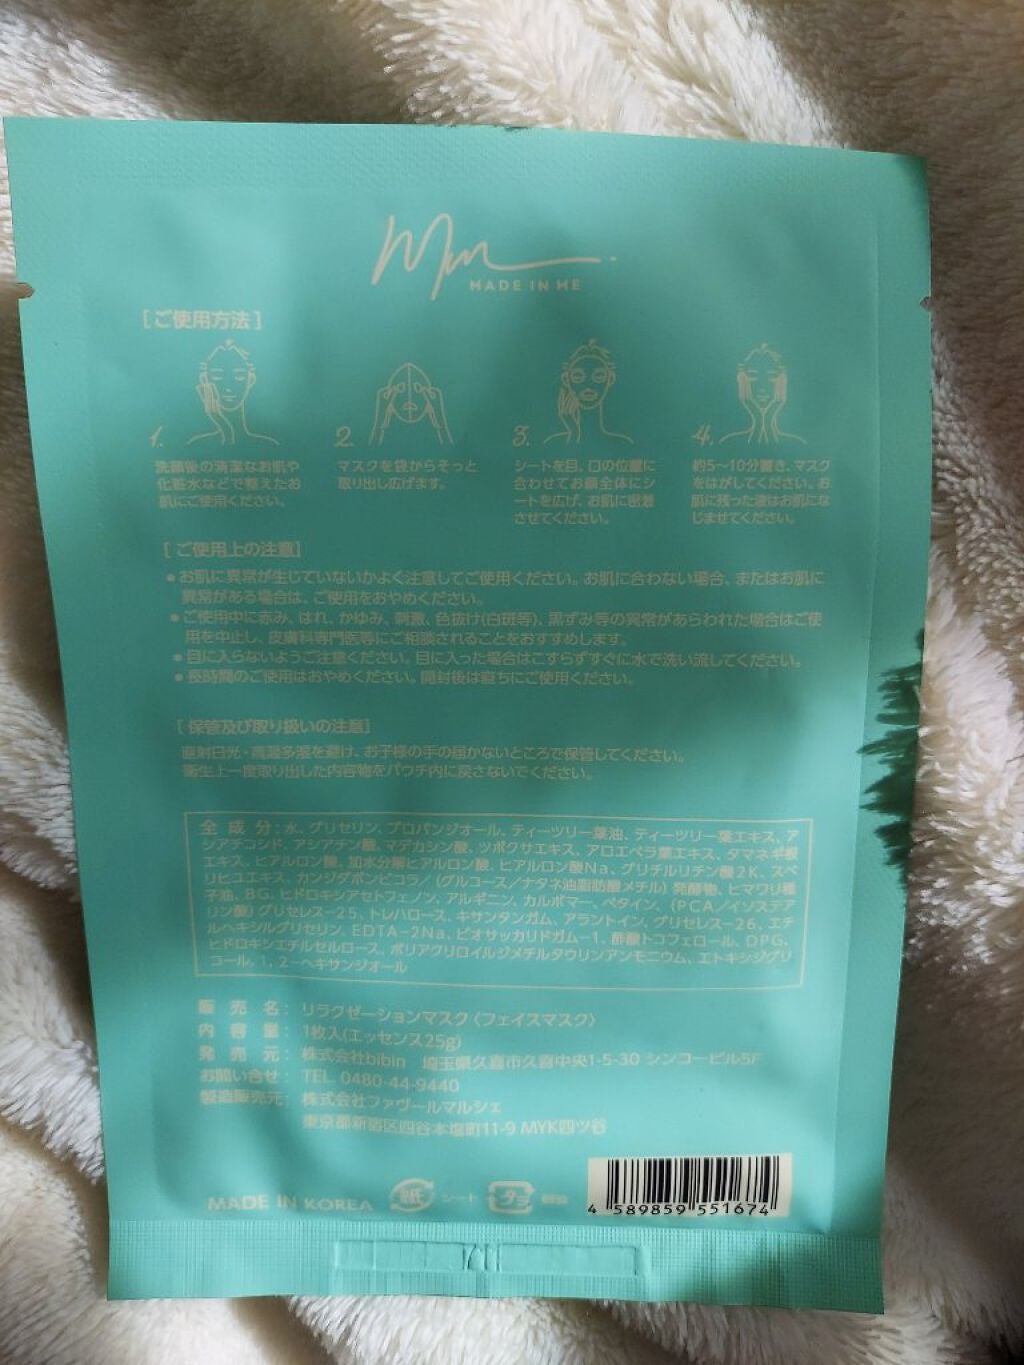 Mm
MADE IN ME
[ご使用方法]
1.
洗顔後の清潔なお肌や
化粧水などで整えたお
肌にご使用ください。
2.
マスクを袋からそっと
取り出し広げます。
3.
シートを目、口の位置に
合わせてお顔全体にシ
ートを広げ、お肌に密着
させてください。
4.
約5〜10分置き、マスク
をはがしてください。お
肌に残った液はお肌にな
じませてください。
[ご使用上の注意]
●お肌に異常が生じていないかよく注意してご使用ください。お肌に合わない場合、またはお肌に
異常がある場合は、ご使用をおやめください。
●ご使用中に赤み、はれ、かゆみ、刺激、色抜け(白斑等)、黒ずみ等の異常があらわれた場合はご使
用を中止し、皮膚科専門医等にご相談されることをおすすめします。
●目に入らないようご注意ください。目に入った場合はこすらずすぐに水で洗い流してください。
●長時間のご使用はおやめください。開封後は直ちにご使用ください。
[保管及び取り扱いの注意]
直射日光・高温多湿を避け、お子様の手の届かないところで保管してください。
衛生上一度取り出した内容物をパウチ内に戻さないでください。
全成分:水、グリセリン、プロパンジオール、ティーツリー葉油、ティーツリー葉エキス、ア
シアチコシド、アシアチン酸、マデカシン酸、ツボクサエキス、アロエベラ葉エキス、タマネギ根
エキス、ヒアルロン酸、加水分解ヒアルロン酸、ヒアルロン酸Na、グリチルリチン酸2K、スベ
リヒユエキス、カンジダボンビコラ/(グルコース/ナタネ油脂肪酸メチル)発酵物、ヒマワリ種
子油、BG、ヒドロキシアセトフェノン、アルギニン、カルボマー、ベタイン、(PCA/イソステア
リン酸)グリセレス-25、トレハロース、キサンタンガム、アラントイン、グリセレス-26、エチ
ルヘキシルグリセリン、EDTA-2Na、ビオサッカリドガム-1、酢酸トコフェロール、DPG、
ヒドロキシエチルセルロース、ポリアクリロイルジメチルタウリンアンモニウム、エトキシジグリ
コール、1,2-ヘキサンジオール
販売名:リラクゼーションマスク〈フェイスマスク〉
内容量:1枚入(エッセンス25g)
発売元:株式会社bibin 埼玉県久喜市久喜中央1-5-30 シンコービル5F
お問い合せ:TEL. 0480-44-9440
製造販売元:株式会社ファヴールマルシェ
東京都新宿区四谷本塩町11-9 MYK四ツ谷
MADE IN KOREA
紙
シート
プラ
4 589859 551674